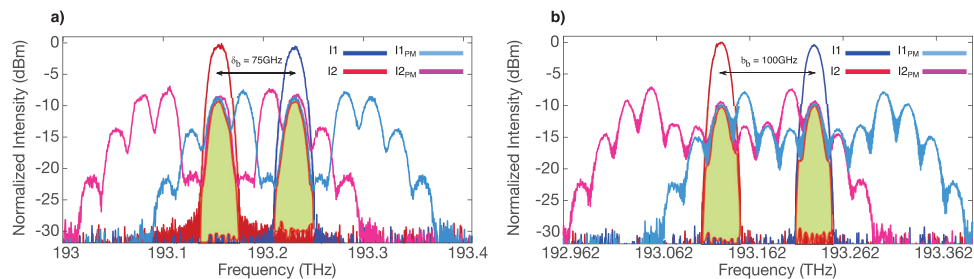 a)
Normalized Intensity (dBm)
0
-5
-10
-15
-20
-25
-30
δb = 75GHz
I1 I1PM
I2 I2PM
193 193.1 193.2 193.3 193.4
Frequency (THz)
b)
Normalized Intensity (dBm)
0
-5
-10
-15
-20
-25
-30
bb = 100GHz
I1 I1PM
I2 I2PM
192.962 193.062 193.162 193.262 193.362
Frequency (THz)